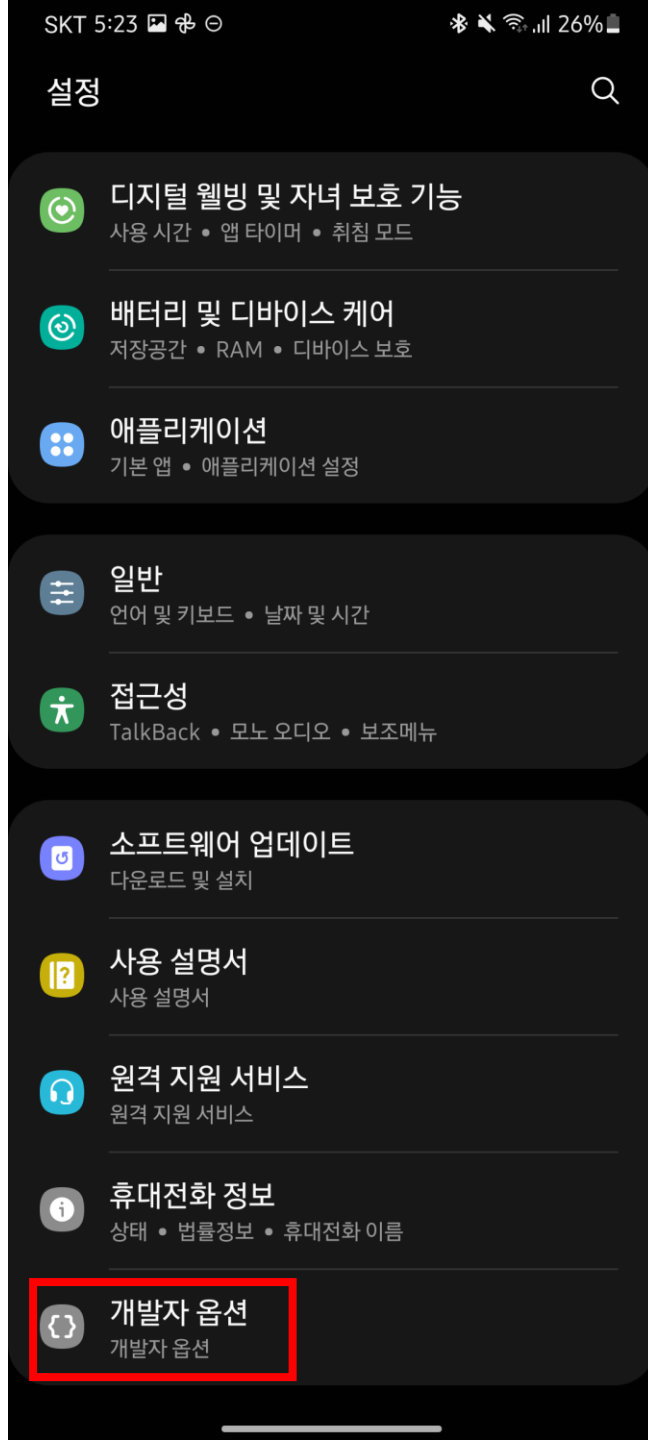 SKT 5:23 26%
설정
디지털 웰빙 및 자녀 보호 기능
사용 시간 • 앱 타이머 • 취침 모드
배터리 및 디바이스 케어
저장공간 • RAM • 디바이스 보호
애플리케이션
기본 앱 • 애플리케이션 설정
일반
언어 및 키보드 • 날짜 및 시간
접근성
TalkBack • 모노 오디오 • 보조메뉴
소프트웨어 업데이트
다운로드 및 설치
사용 설명서
사용 설명서
원격 지원 서비스
원격 지원 서비스
휴대전화 정보
상태 • 법률정보 • 휴대전화 이름
개발자 옵션
개발자 옵션